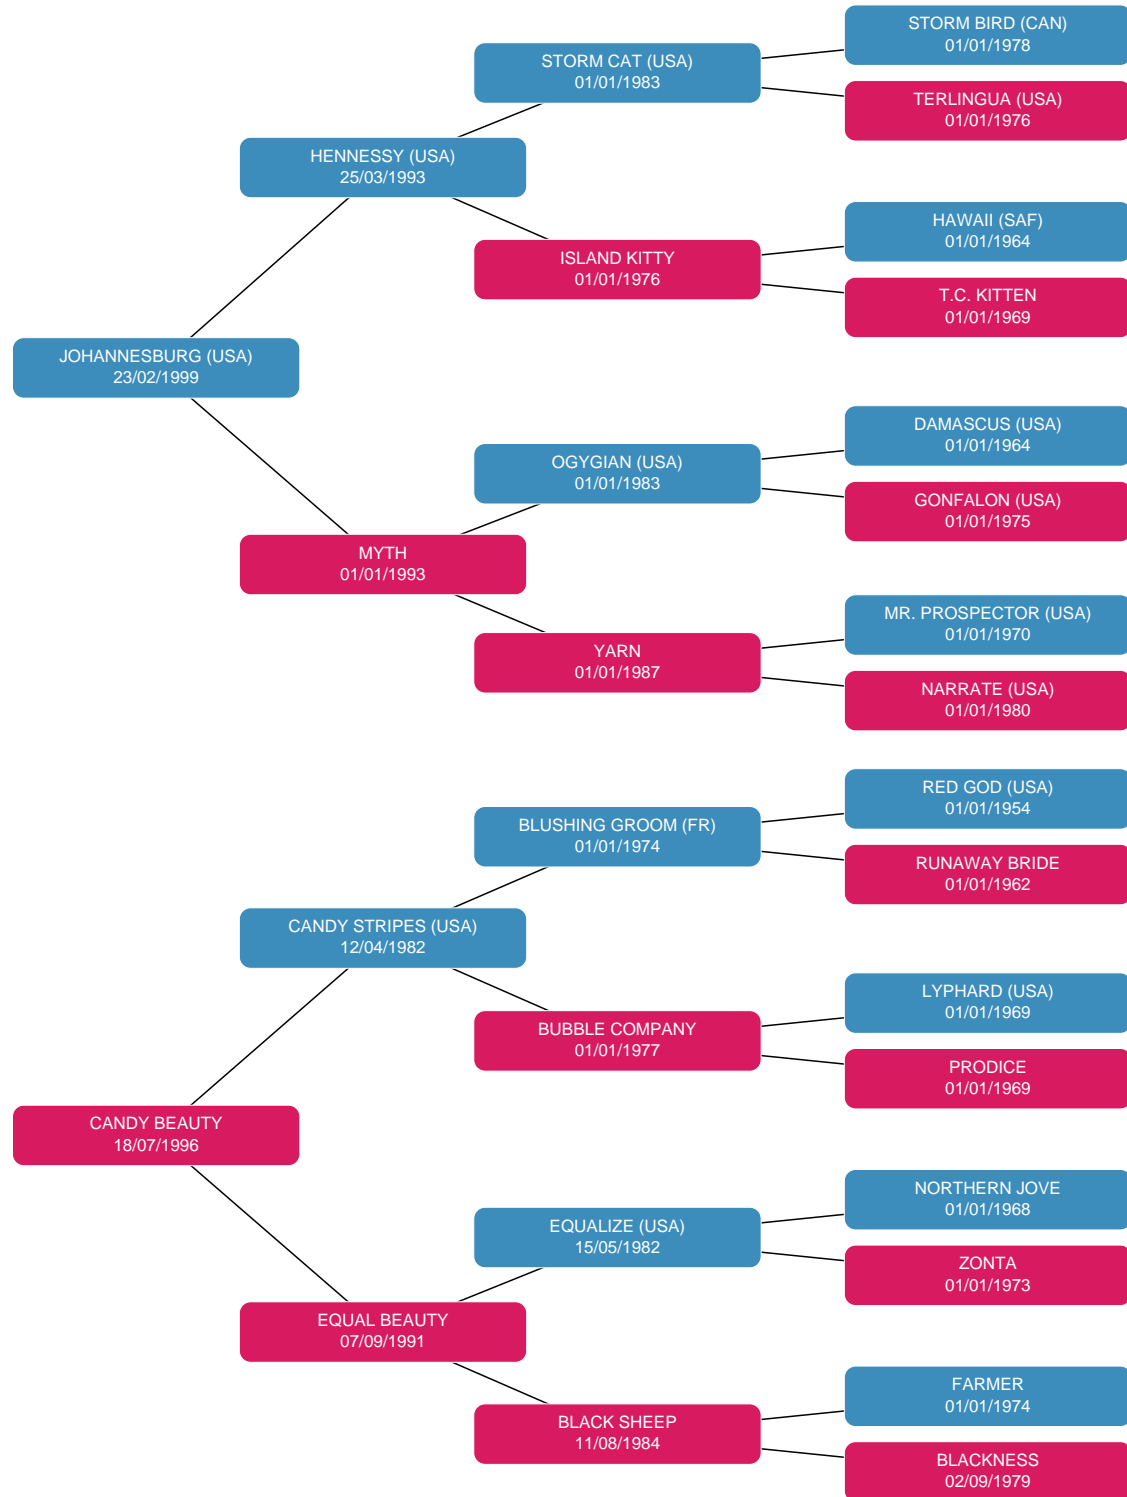 STORM BIRD (CAN)
01/01/1978
STORM CAT (USA)
01/01/1983
TERLINGUA (USA)
01/01/1976
HENNESSY (USA)
25/03/1993
HAWAII (SAF)
01/01/1964
ISLAND KITTY
01/01/1976
T.C. KITTEN
01/01/1969
JOHANNESBURG (USA)
23/02/1999
DAMASCUS (USA)
01/01/1964
OGYGIAN (USA)
01/01/1983
GONFALON (USA)
01/01/1975
MYTH
01/01/1993
MR. PROSPECTOR (USA)
01/01/1970
YARN
01/01/1987
NARRATE (USA)
01/01/1980
RED GOD (USA)
01/01/1954
BLUSHING GROOM (FR)
01/01/1974
RUNAWAY BRIDE
01/01/1962
CANDY STRIPES (USA)
12/04/1982
LYPHARD (USA)
01/01/1969
BUBBLE COMPANY
01/01/1977
PRODICE
01/01/1969
CANDY BEAUTY
18/07/1996
NORTHERN JOVE
01/01/1968
EQUALIZE (USA)
15/05/1982
ZONTA
01/01/1973
EQUAL BEAUTY
07/09/1991
FARMER
01/01/1974
BLACK SHEEP
11/08/1984
BLACKNESS
02/09/1979